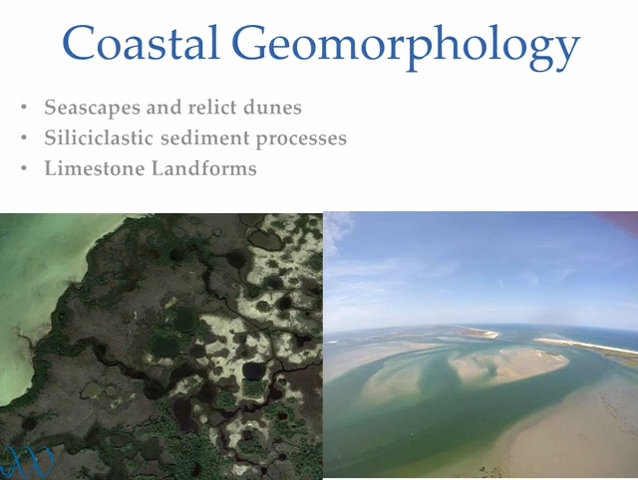 Coastal Geomorphology
• Seascapes and relict dunes
• Siliciclastic sediment processes
• Limestone Landforms